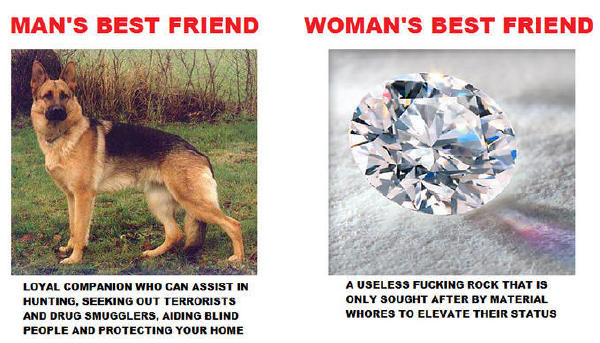 MAN'S BEST FRIEND
LOYAL COMPANION WHO CAN ASSIST IN
HUNTING, SEEKING OUT TERRORISTS
AND DRUG SMUGGLERS, AIDING BLIND
PEOPLE AND PROTECTING YOUR HOME
WOMAN'S BEST FRIEND
A USELESS FUCKING ROCK THAT IS
ONLY SOUGHT AFTER BY MATERIAL
WHORES TO ELEVATE THEIR STATUS